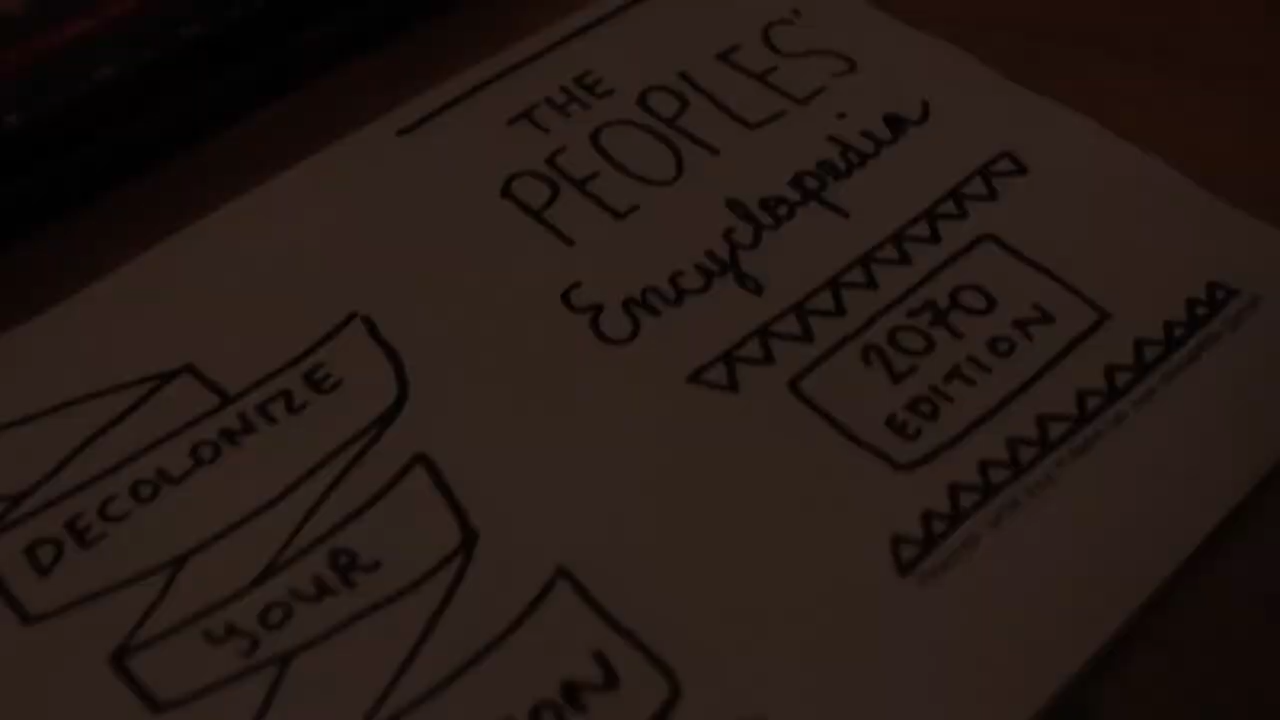 THE
PEOPLES'
Encyclopedia
2070
EDITION
DECOLONIZE
YOUR